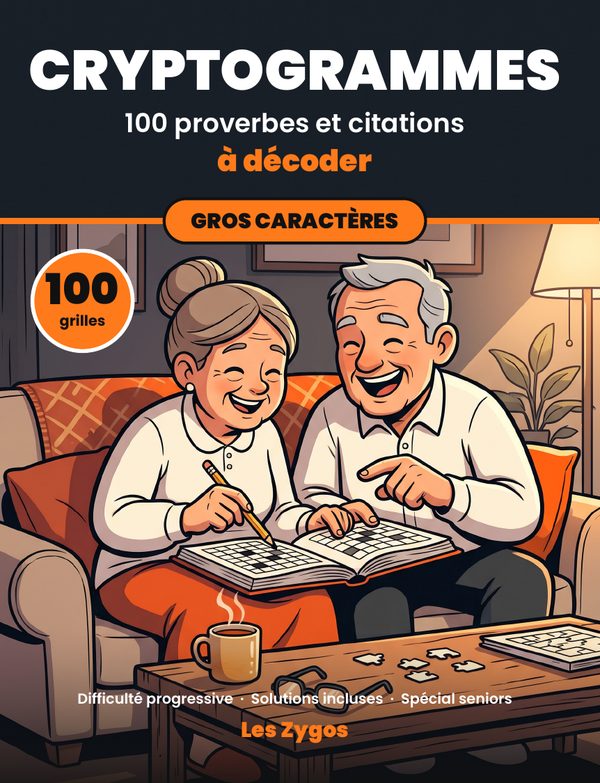 CRYPTOGRAMMES
100 proverbes et citations
à décoder
GROS CARACTÈRES
100
grilles
Difficulté progressive · Solutions incluses · Spécial seniors
Les Zygos